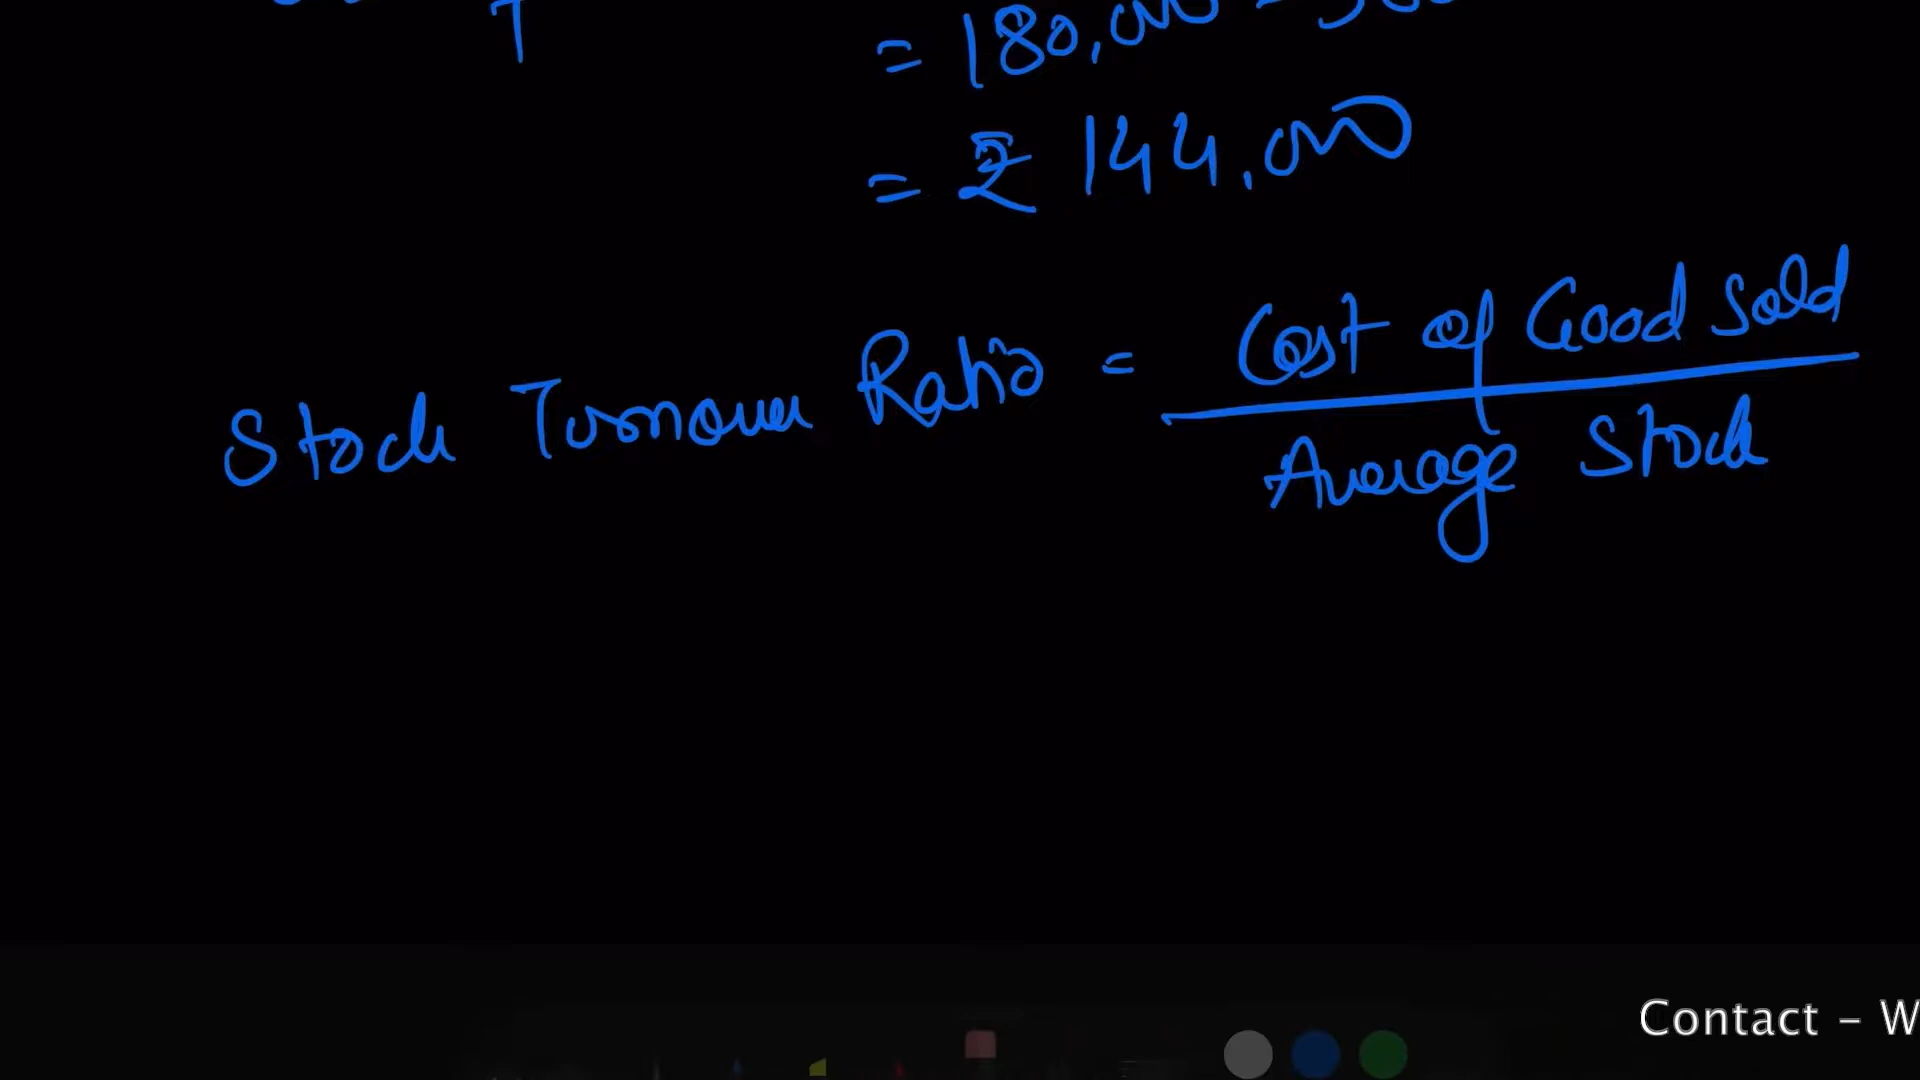 = 180,000 -
= ₹ 144,000
Stock Turnover Ratio = Cost of Good Sold
Average Stock
Contact – W